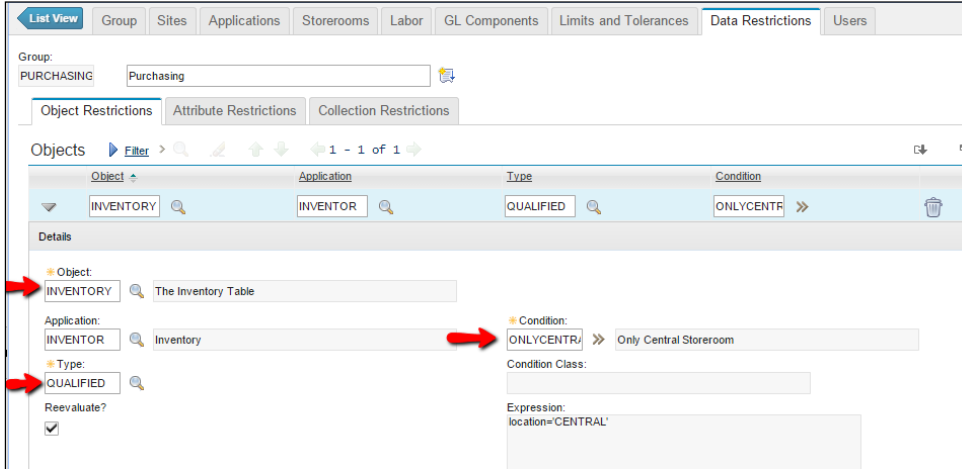 List View Group Sites Applications Storerooms Labor GL Components Limits and Tolerances Data Restrictions Users
Group:
PURCHASING Purchasing
Object Restrictions Attribute Restrictions Collection Restrictions
Objects Filter 1 - 1 of 1
Object Application Type Condition
INVENTORY INVENTOR QUALIFIED ONLYCENTR
Details
Object:
INVENTORY The Inventory Table
Application: Condition:
INVENTOR Inventory ONLYCENTRA Only Central Storeroom
Type: Condition Class:
QUALIFIED
Reevaluate? Expression:
location='CENTRAL'